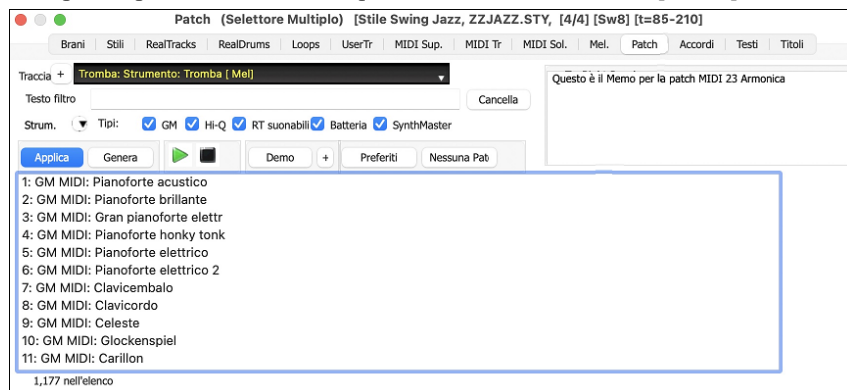 Patch (Selettore Multiplo) [Stile Swing Jazz, ZZJAZZ.STY, [4/4] [Sw8] [t=85-210]
Brani Stili RealTracks RealDrums Loops UserTr MIDI Sup. MIDI Tr MIDI Sol. Mel. Patch Accordi Testi Titoli
Traccia + Tromba: Strumento: Tromba [ Mel]
Questo è il Memo per la patch MIDI 23 Armonica
Testo filtro Cancella
Strum. Tipi: GM Hi-Q RT suonabili Batteria SynthMaster
Applica Genera Demo + Preferiti Nessuna Pat
1: GM MIDI: Pianoforte acustico
2: GM MIDI: Pianoforte brillante
3: GM MIDI: Gran pianoforte elettr
4: GM MIDI: Pianoforte honky tonk
5: GM MIDI: Pianoforte elettrico
6: GM MIDI: Pianoforte elettrico 2
7: GM MIDI: Clavicembalo
8: GM MIDI: Clavicordo
9: GM MIDI: Celeste
10: GM MIDI: Glockenspiel
11: GM MIDI: Carillon
1,177 nell'elenco